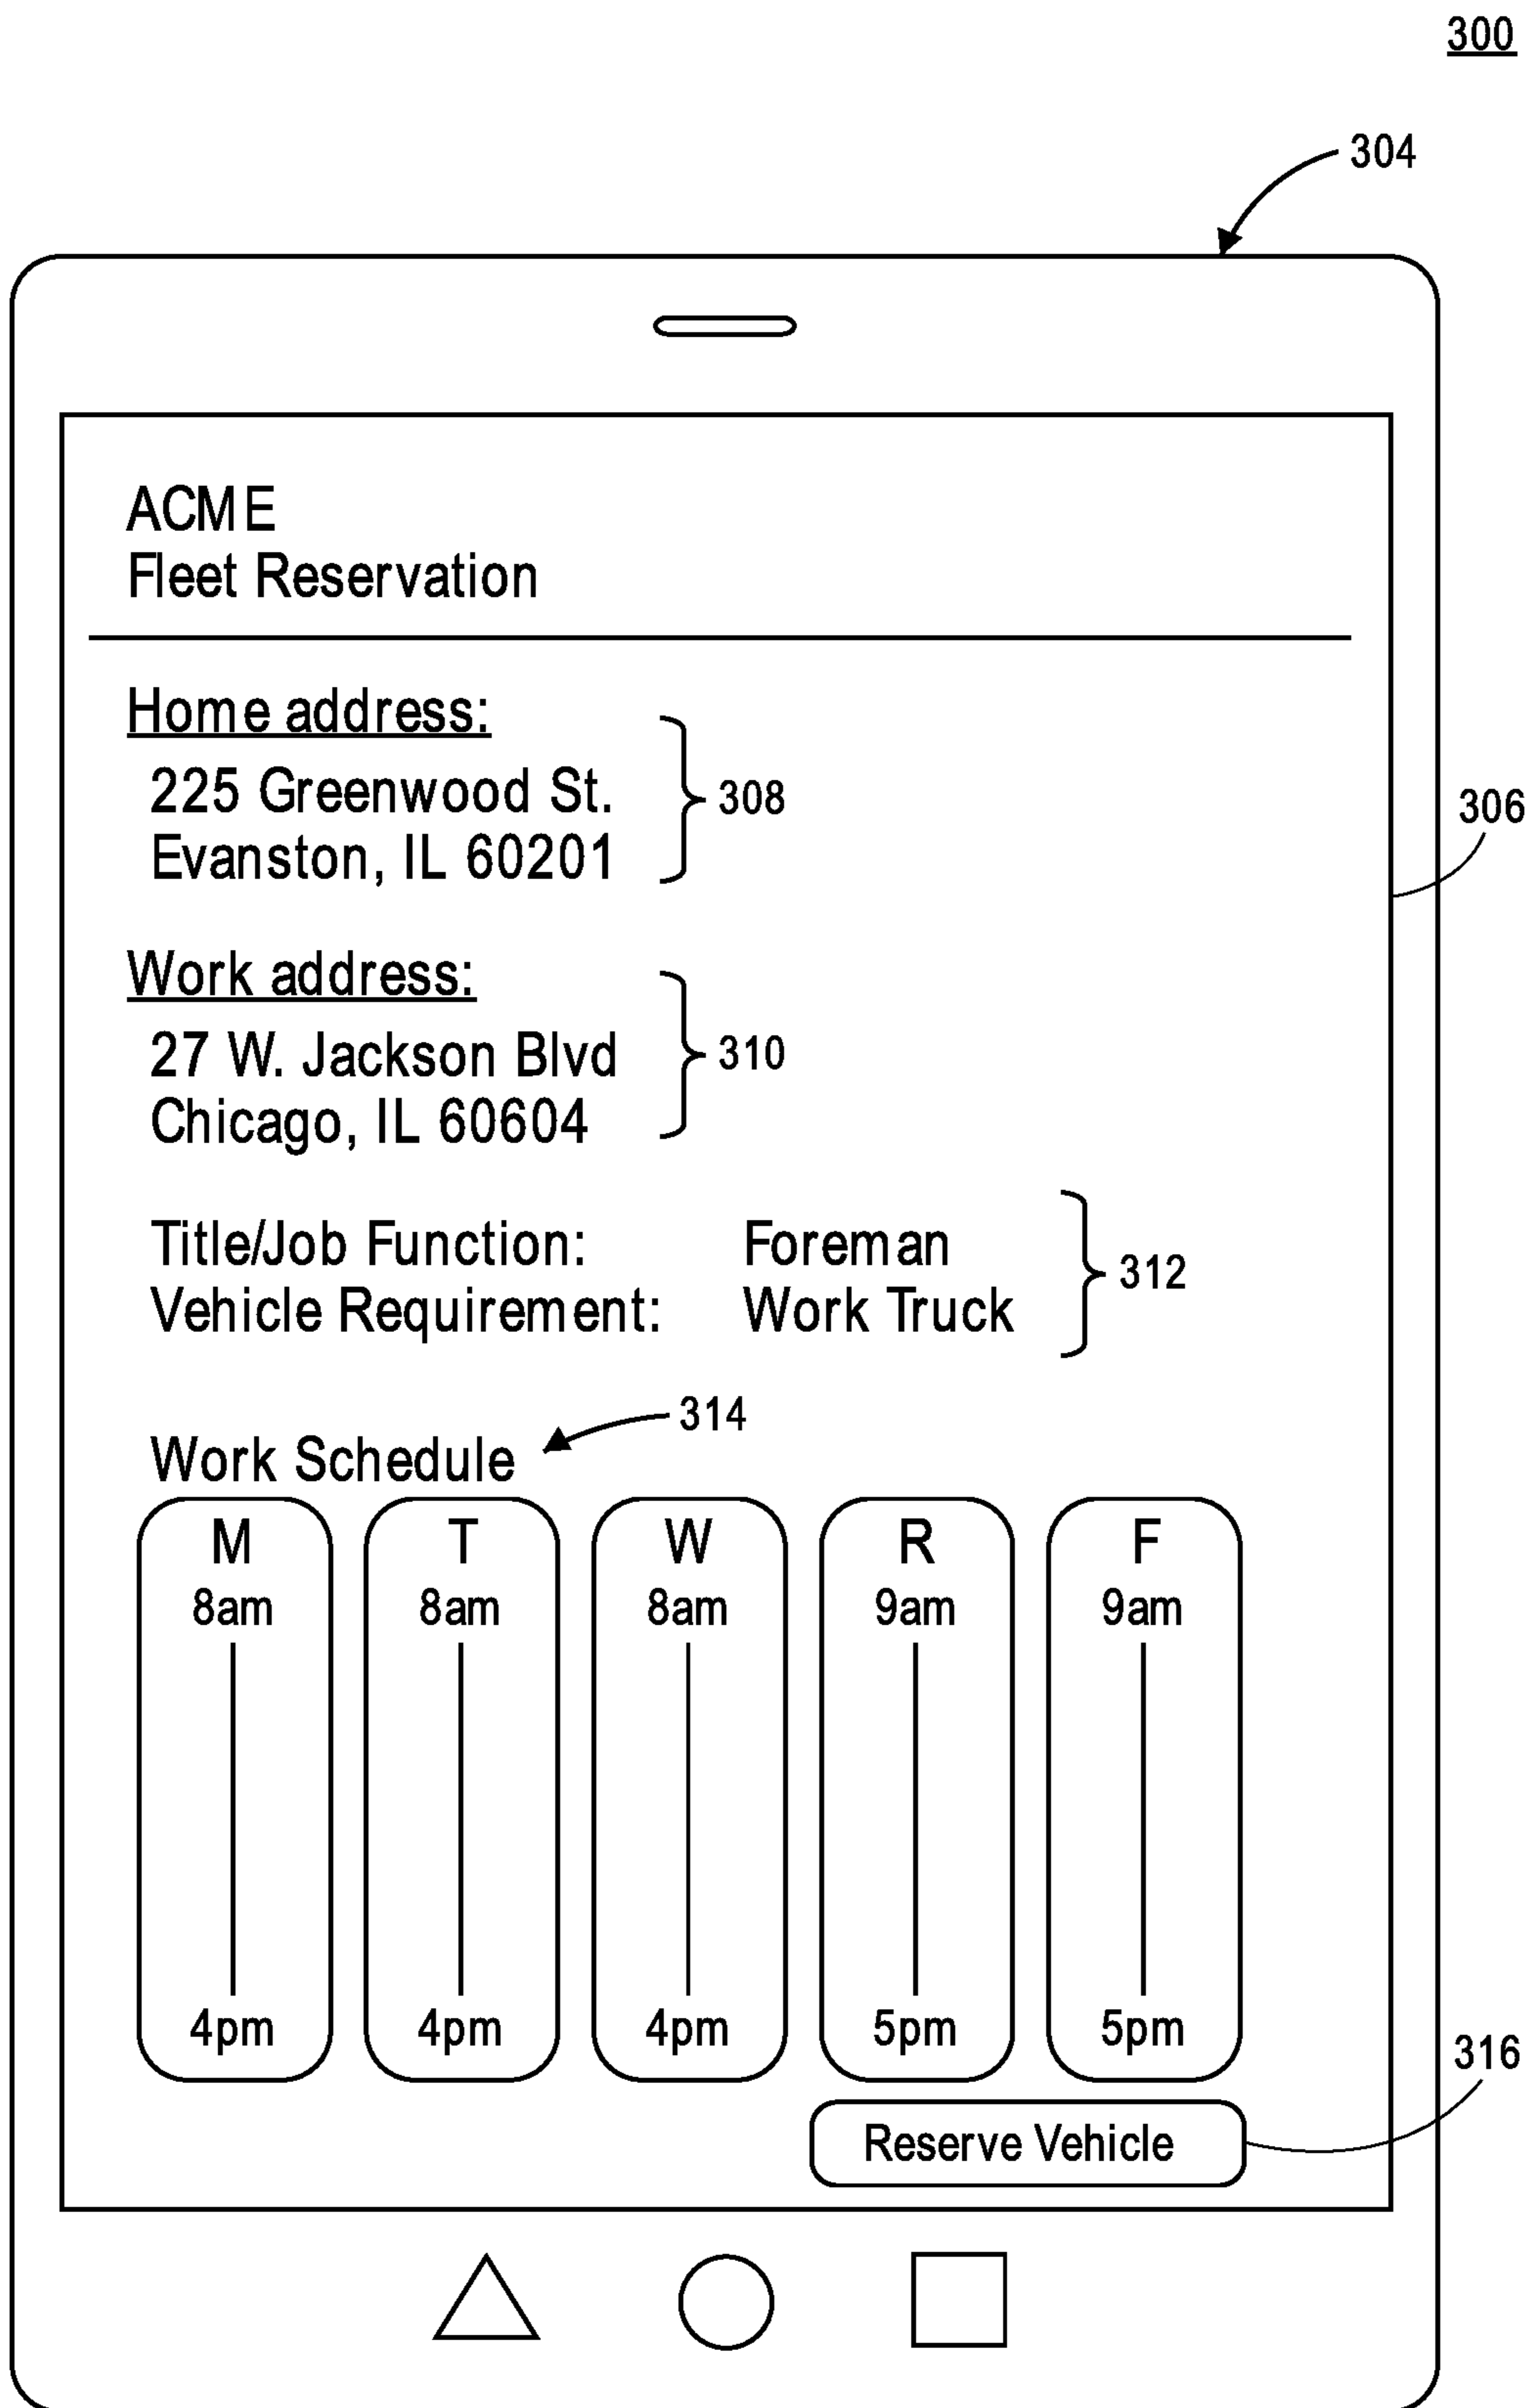 300
304
ACME
Fleet Reservation
Home address:
225 Greenwood St.
Evanston, IL 60201
308
306
Work address:
27 W. Jackson Blvd
Chicago, IL 60604
310
Title/Job Function: Foreman
Vehicle Requirement: Work Truck
312
314
Work Schedule
M T W R F
8am 8am 8am 9am 9am
4pm 4pm 4pm 5pm 5pm
316
Reserve Vehicle